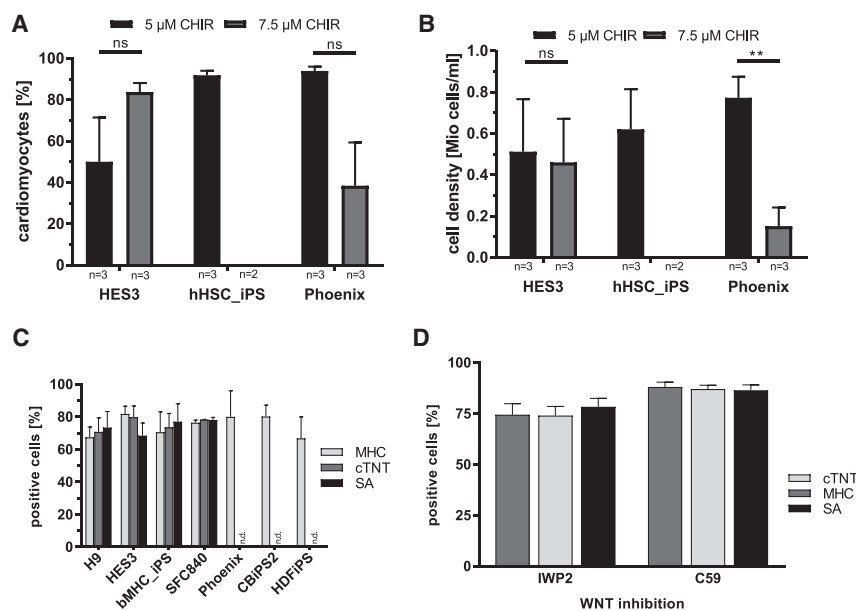 A
5 µM CHIR 7.5 µM CHIR
ns ns
cardiomyocytes [%]
100
80
60
40
20
0
n=3 n=3 n=3 n=2 n=3 n=3
HES3 hHSC_iPS Phoenix
B
5 µM CHIR 7.5 µM CHIR
ns **
cell density [Mio cells/ml]
1.0
0.8
0.6
0.4
0.2
0.0
n=3 n=3 n=3 n=2 n=3 n=3
HES3 hHSC_iPS Phoenix
C
positive cells [%]
100
80
60
40
20
0
n.d. n.d. n.d.
H9 HES3 bMHC_iPS SFC840 Phoenix CBiPS2 HDFiPS
MHC
cTNT
SA
D
positive cells [%]
100
75
50
25
0
IWP2 C59
WNT inhibition
cTNT
MHC
SA